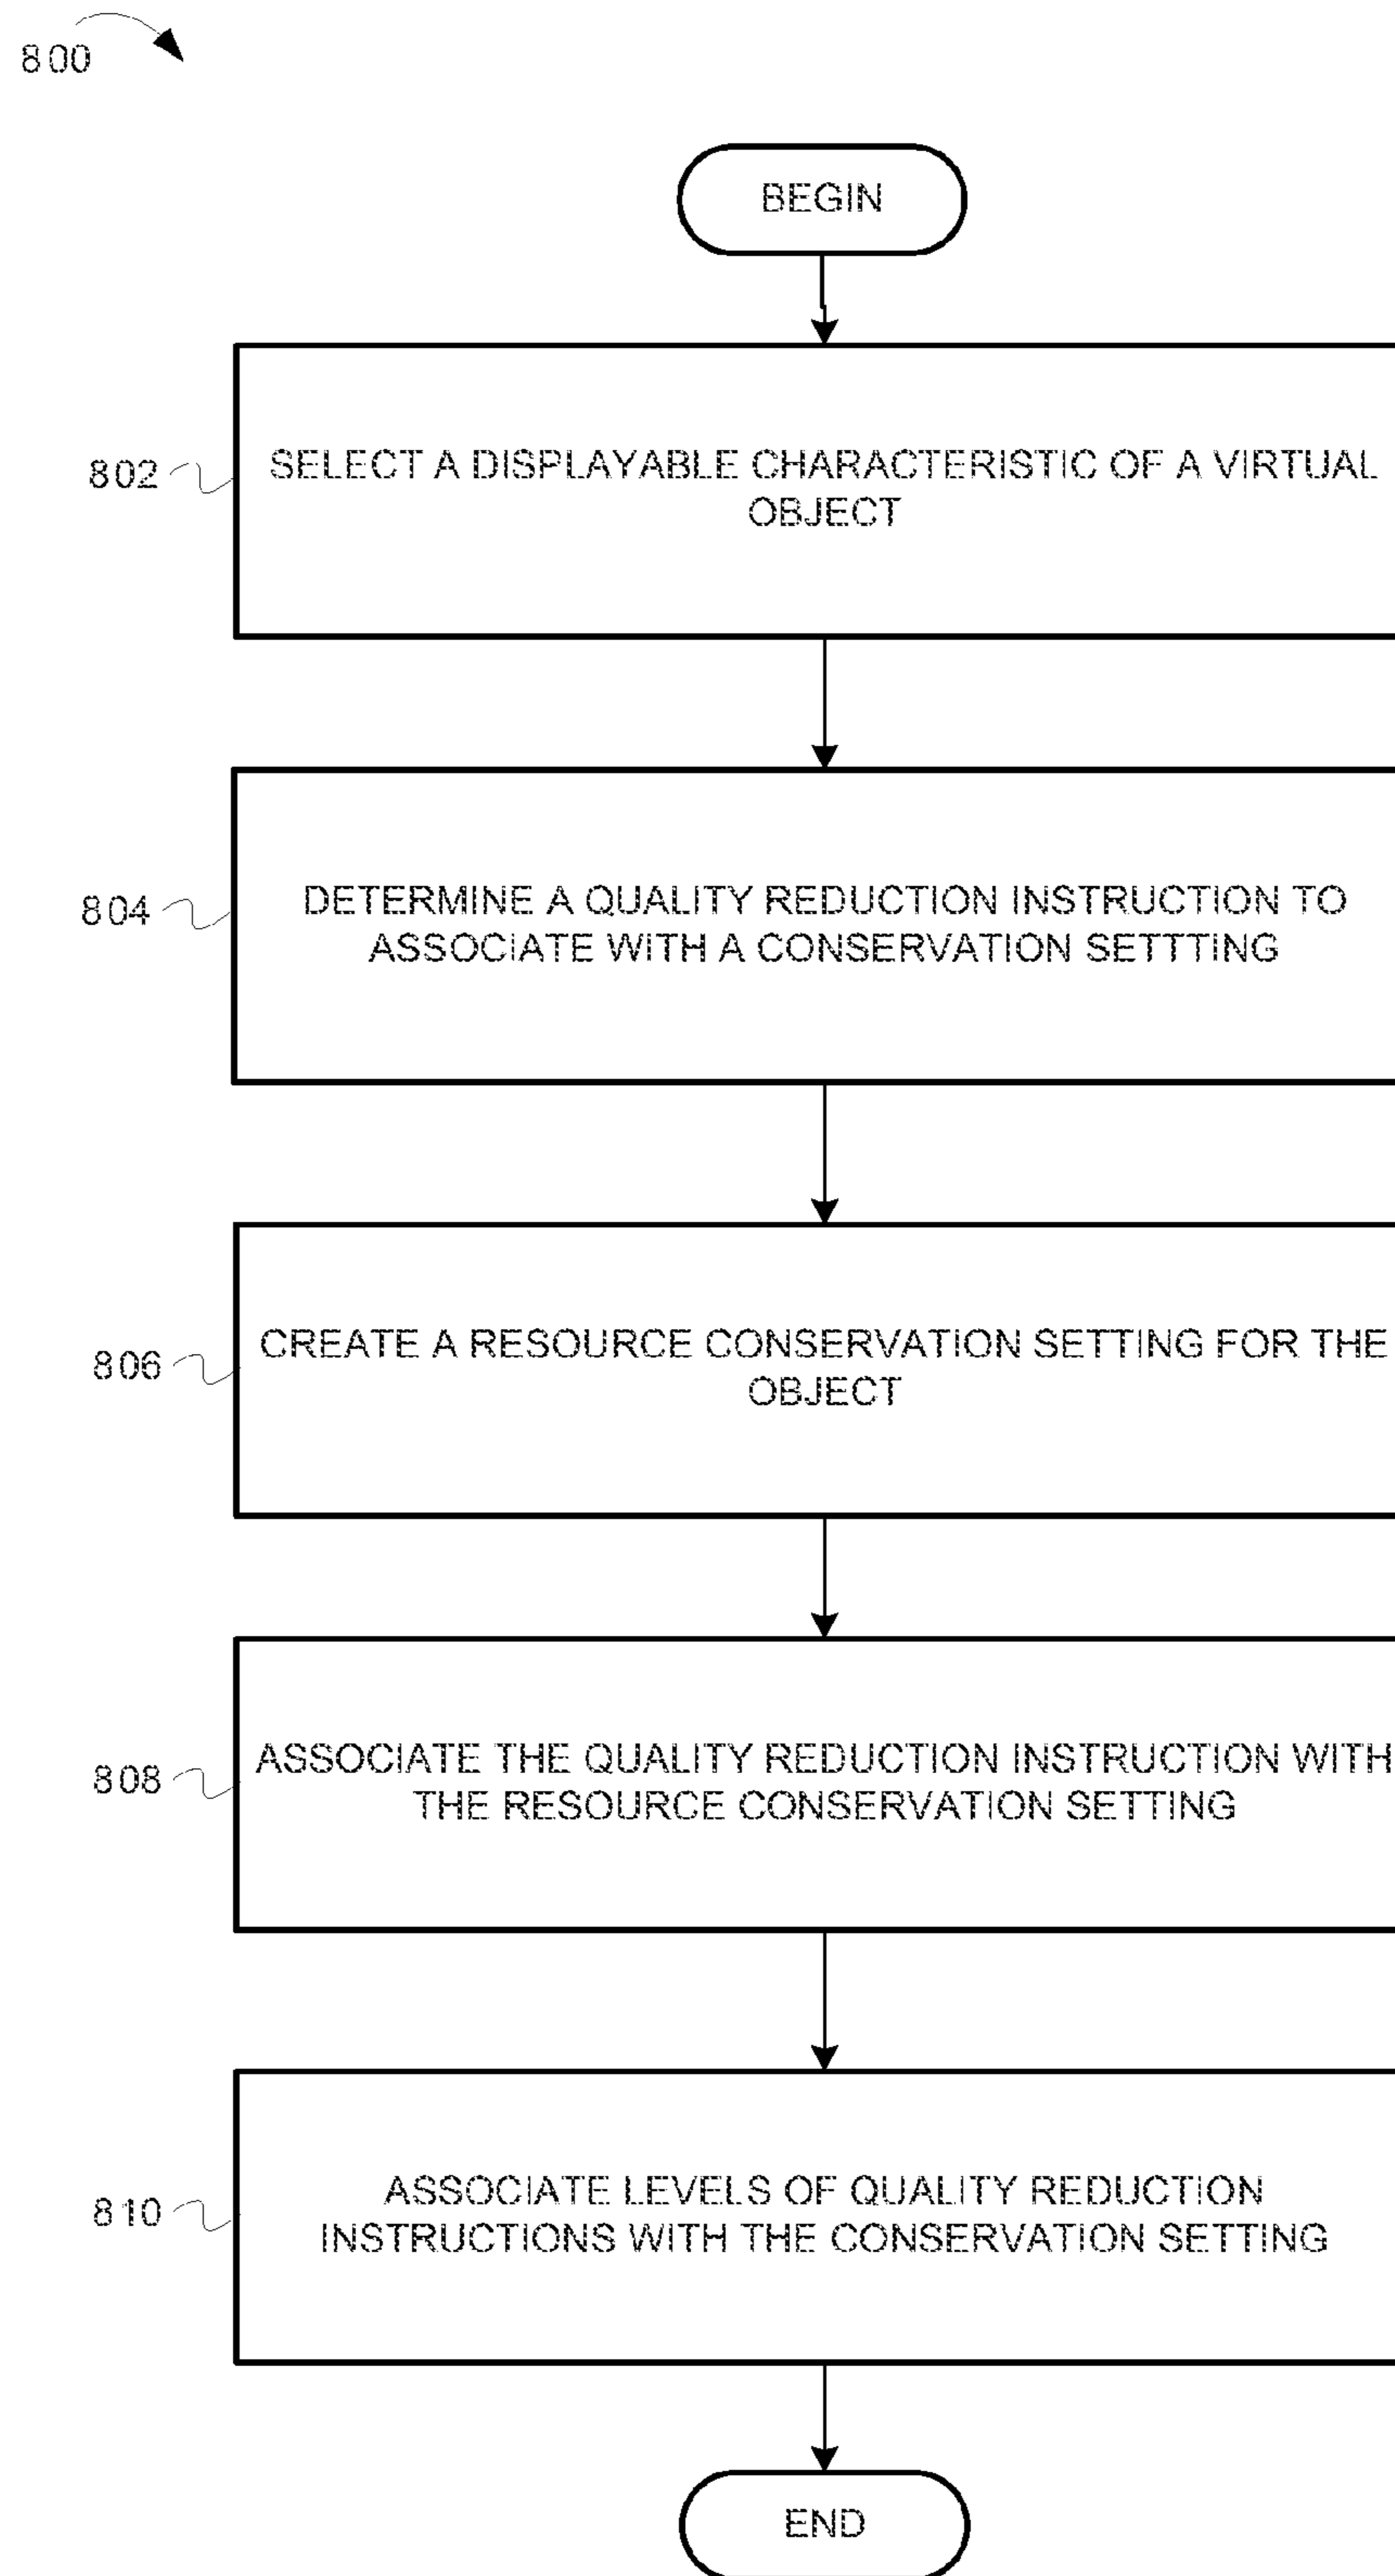 800
BEGIN
802
SELECT A DISPLAYABLE CHARACTERISTIC OF A VIRTUAL
OBJECT
804
DETERMINE A QUALITY REDUCTION INSTRUCTION TO
ASSOCIATE WITH A CONSERVATION SETTTING
806
CREATE A RESOURCE CONSERVATION SETTING FOR THE
OBJECT
808
ASSOCIATE THE QUALITY REDUCTION INSTRUCTION WITH
THE RESOURCE CONSERVATION SETTING
810
ASSOCIATE LEVELS OF QUALITY REDUCTION
INSTRUCTIONS WITH THE CONSERVATION SETTING
END